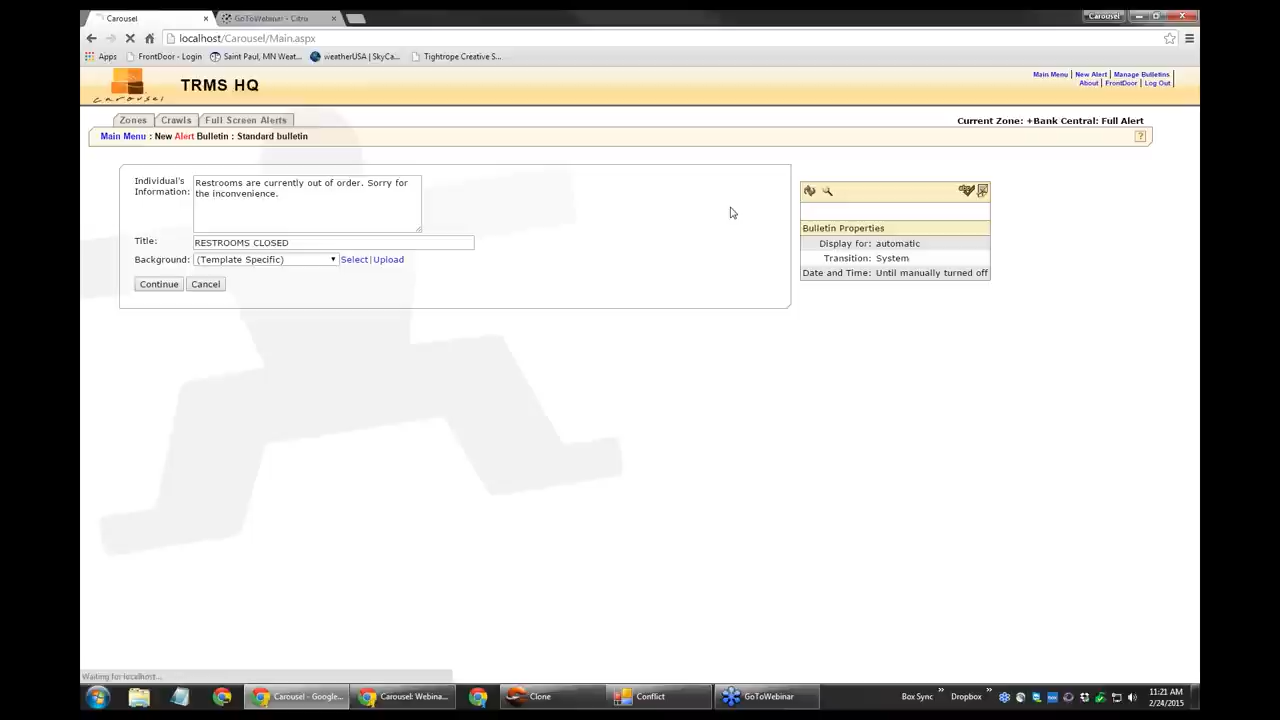 Carousel
GoToWebinar - Citrix
Carousel
localhost/Carousel/Main.aspx
Apps
FrontDoor - Login
Saint Paul, MN Weat...
weatherUSA | SkyCa...
Tightrope Creative S...
carousel
TRMS HQ
Main Menu | New Alert | Manage Bulletins |
About | FrontDoor | Log Out |
Zones
Crawls
Full Screen Alerts
Current Zone: +Bank Central: Full Alert
Main Menu : New Alert Bulletin : Standard bulletin
?
Individual's
Information:
Restrooms are currently out of order. Sorry for
the inconvenience.
Title:
RESTROOMS CLOSED
Background:
(Template Specific)
Select | Upload
Continue
Cancel
Bulletin Properties
Display for: automatic
Transition: System
Date and Time: Until manually turned off
Waiting for localhost...
Carousel - Google...
Carousel: Webina...
Clone
Conflict
GoToWebinar
Box Sync
Dropbox
11:21 AM
2/24/2015